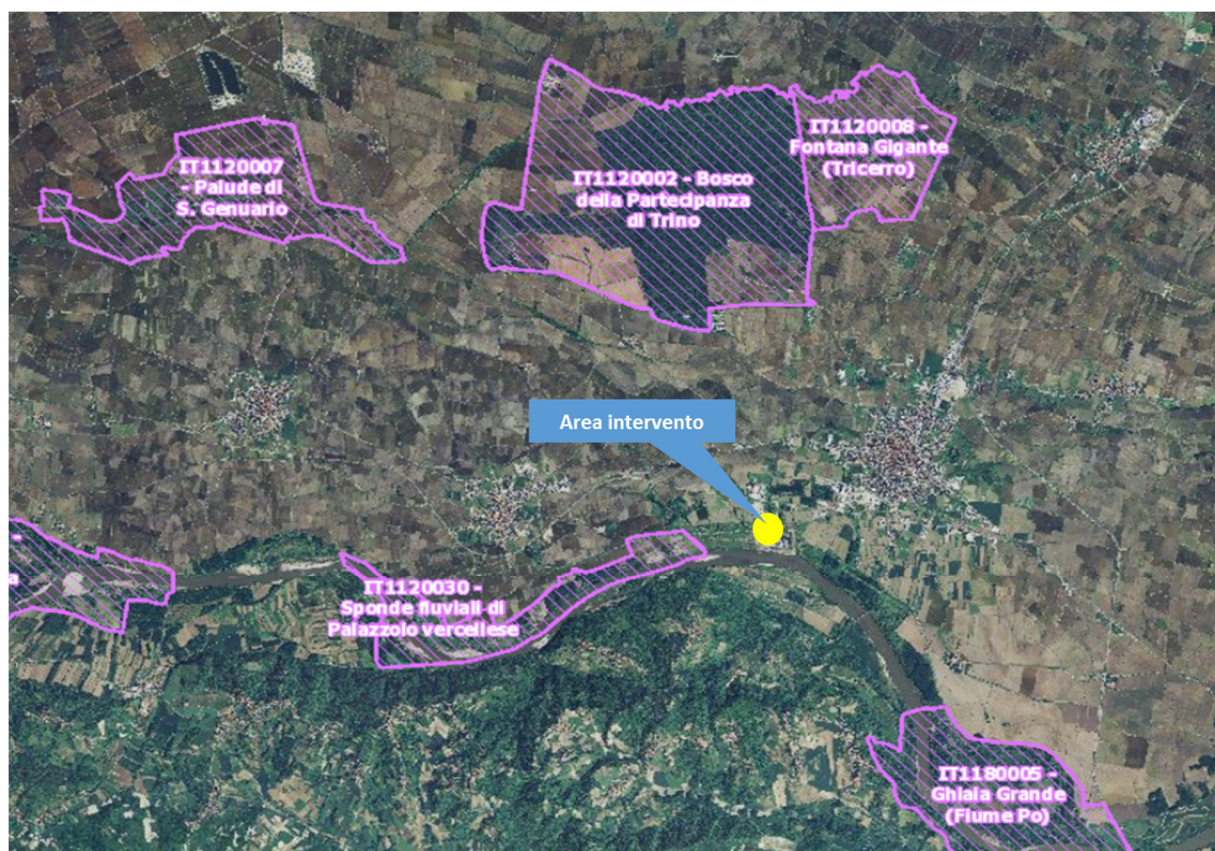 IT1120008 -
Fontana Gigante
(Tricerro)
IT1120007
- Palude di
S. Genuario
IT1120002 - Bosco
della Partecipanza
di Trino
Area intervento
-
a
IT1120030 -
Sponde fluviali di
Palazzolo vercellese
IT1180005 -
Ghiaia Grande
(Fiume Po)